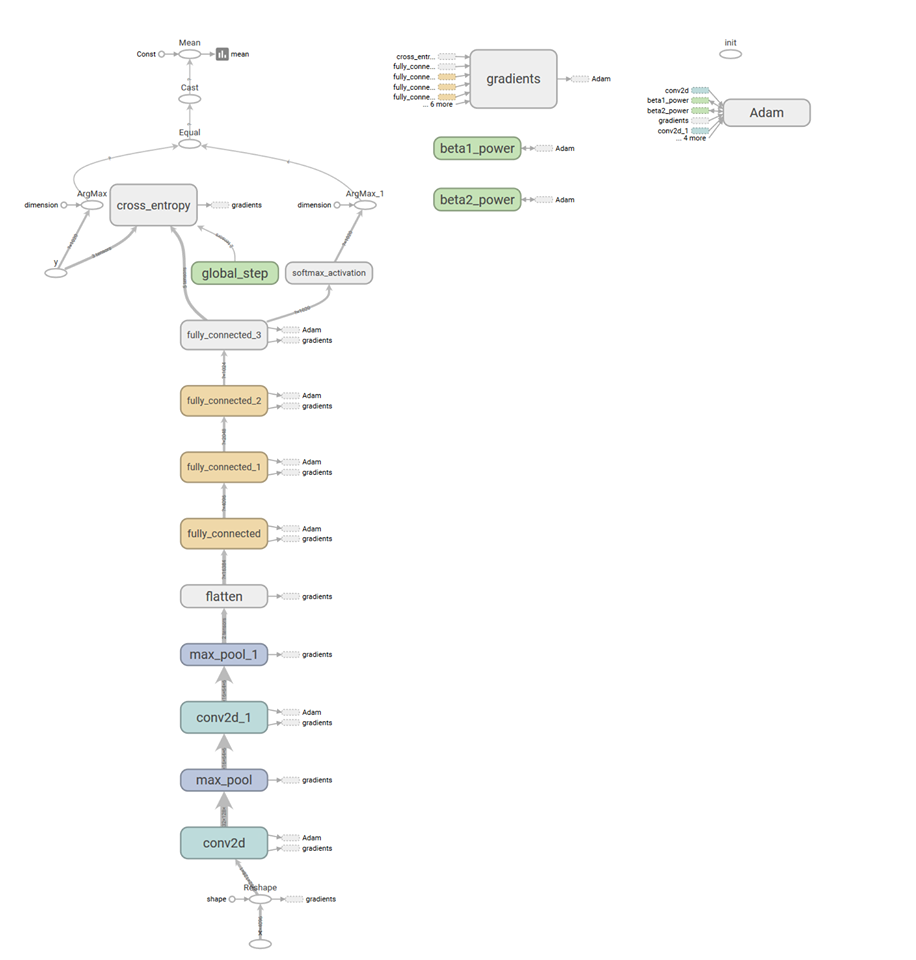 Mean
Const
mean
Cast
Equal
ArgMax
dimension
cross_entropy
gradients
ArgMax_1
dimension
y
global_step
softmax_activation
fully_connected_3
Adam
gradients
fully_connected_2
Adam
gradients
fully_connected_1
Adam
gradients
fully_connected
Adam
gradients
flatten
gradients
max_pool_1
gradients
conv2d_1
Adam
gradients
max_pool
gradients
conv2d
Adam
gradients
Reshape
shape
gradients
x
cross_entr...
fully_conne...
fully_conne...
fully_conne...
fully_conne...
... 6 more
gradients
Adam
beta1_power
Adam
beta2_power
Adam
init
conv2d
beta1_power
beta2_power
gradients
conv2d_1
... 4 more
Adam